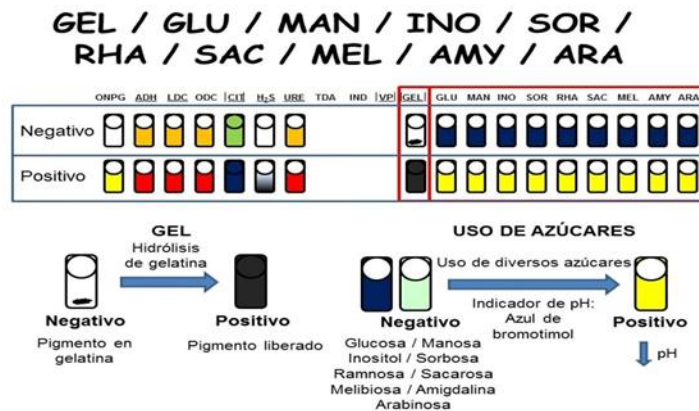 GEL / GLU / MAN / INO / SOR /
RHA / SAC / MEL / AMY / ARA
ONPG ADH LDC ODC |CIT| H₂S URE TDA IND |VP| |GEL| GLU MAN INO SOR RHA SAC MEL AMY ARA
Negativo
Positivo
GEL
Hidrólisis
de gelatina
Negativo
Pigmento en
gelatina
Positivo
Pigmento liberado
USO DE AZÚCARES
Uso de diversos azúcares
Indicador de pH:
Azul de
bromotimol
Negativo
Glucosa / Manosa
Inositol / Sorbosa
Ramnosa / Sacarosa
Melibiosa / Amigdalina
Arabinosa
Positivo
pH